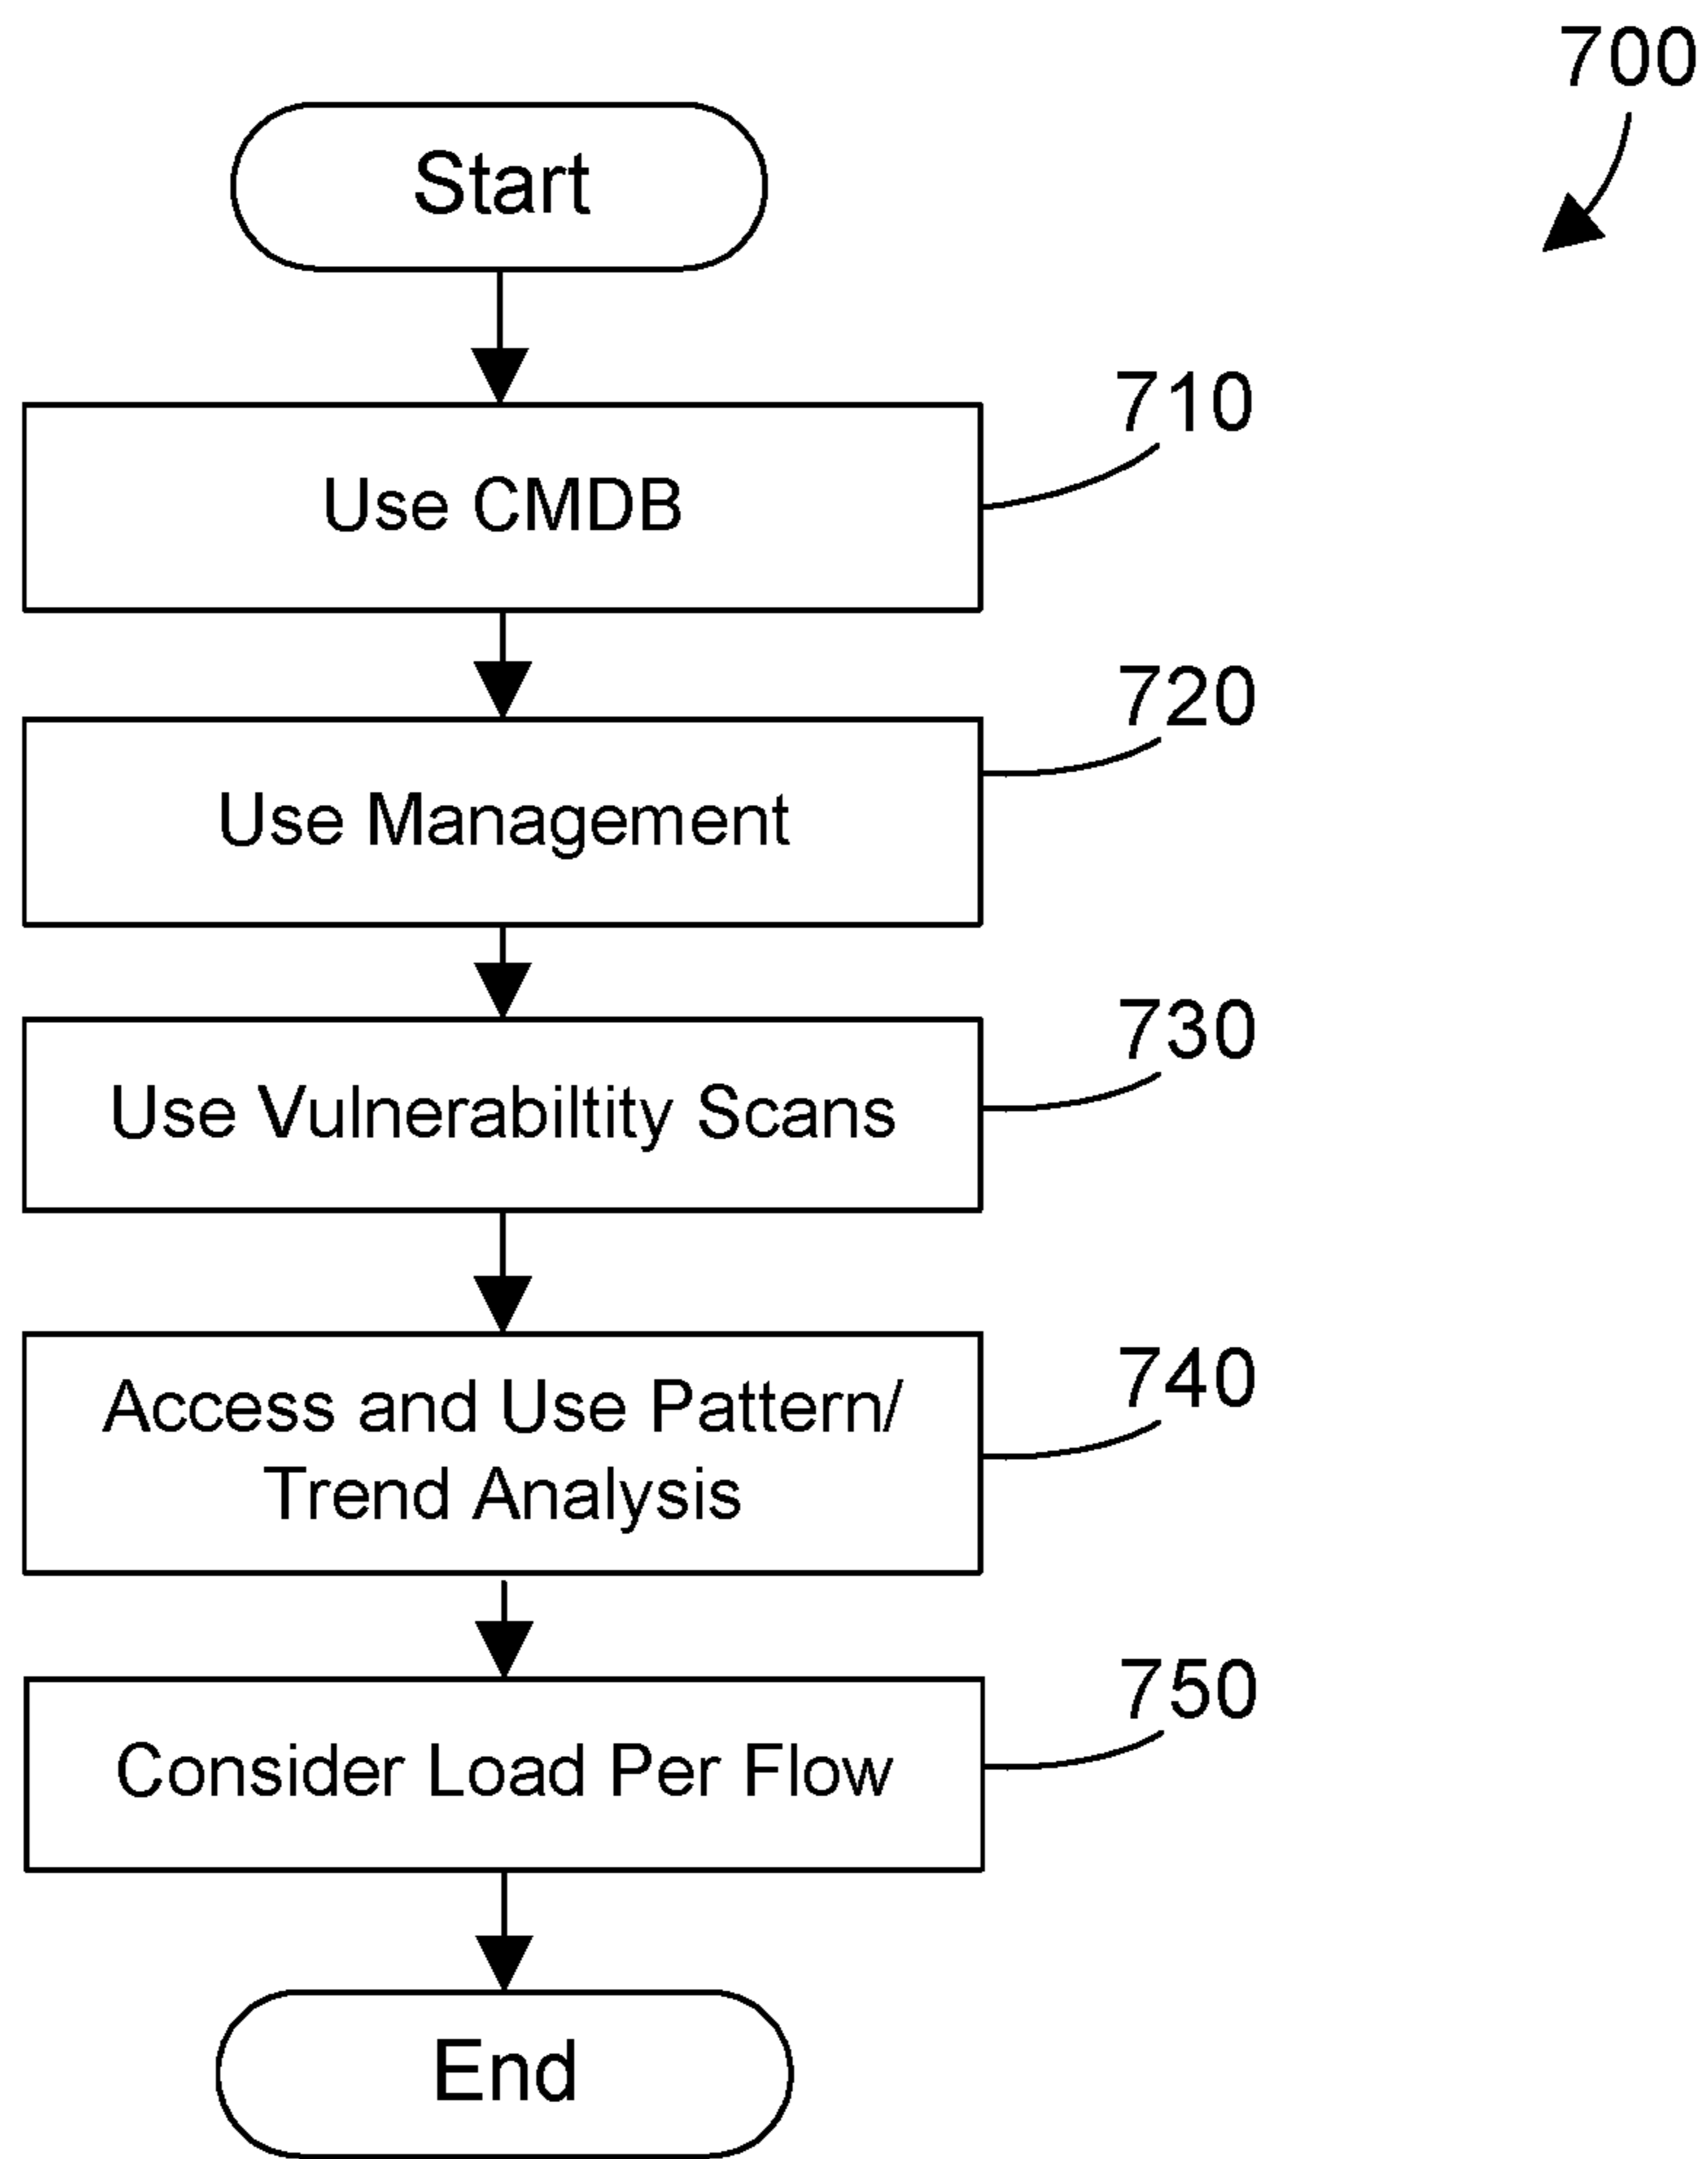 700
Start
710
Use CMDB
720
Use Management
730
Use Vulnerabiltity Scans
740
Access and Use Pattern/
Trend Analysis
750
Consider Load Per Flow
End